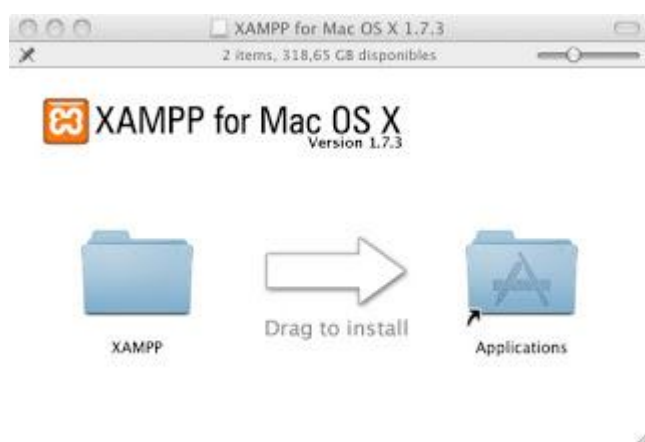 XAMPP for Mac OS X 1.7.3
2 items, 318,65 GB disponibles
XAMPP for Mac OS X
Version 1.7.3
Drag to install
XAMPP
Applications